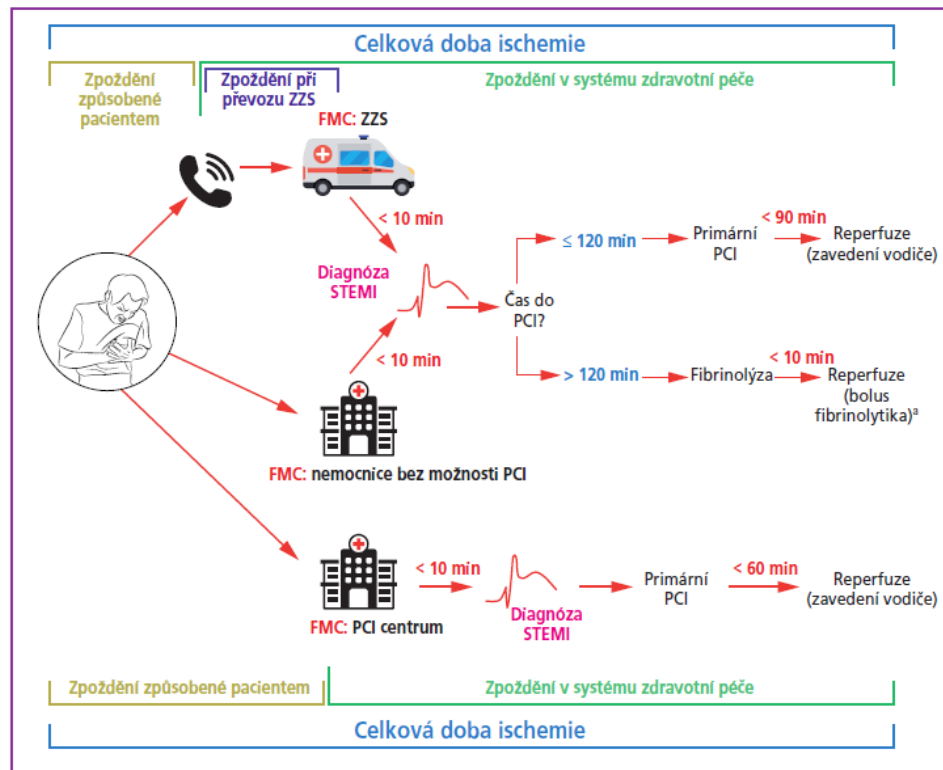 Celková doba ischemie
Zpoždění
způsobené
pacientem
Zpoždění při
převozu ZZS
Zpoždění v systému zdravotní péče
FMC: ZZS
< 10 min
Diagnóza
STEMI
< 10 min
Čas do
PCI?
≤ 120 min
Primární
PCI
< 90 min
Reperfuze
(zavedení vodiče)
> 120 min
Fibrinolýza
< 10 min
Reperfuze
(bolus
fibrinolytika)ª
FMC: nemocnice bez možnosti PCI
FMC: PCI centrum
< 10 min
Diagnóza
STEMI
Primární
PCI
< 60 min
Reperfuze
(zavedení vodiče)
Zpoždění způsobené pacientem
Zpoždění v systému zdravotní péče
Celková doba ischemie